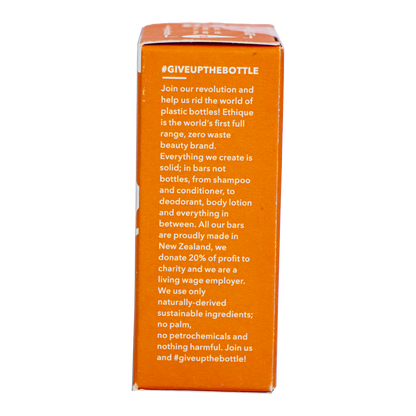 #GIVEUPTHEBOTTLE
Join our revolution and
help us rid the world of
plastic bottles! Ethique
is the world's first full
range, zero waste
beauty brand.
Everything we create is
solid; in bars not
bottles, from shampoo
and conditioner, to
deodorant, body lotion
and everything in
between. All our bars
are proudly made in
New Zealand, we
donate 20% of profit to
charity and we are a
living wage employer.
We use only
naturally-derived
sustainable ingredients;
no palm,
no petrochemicals and
nothing harmful. Join us
and #giveupthebottle!